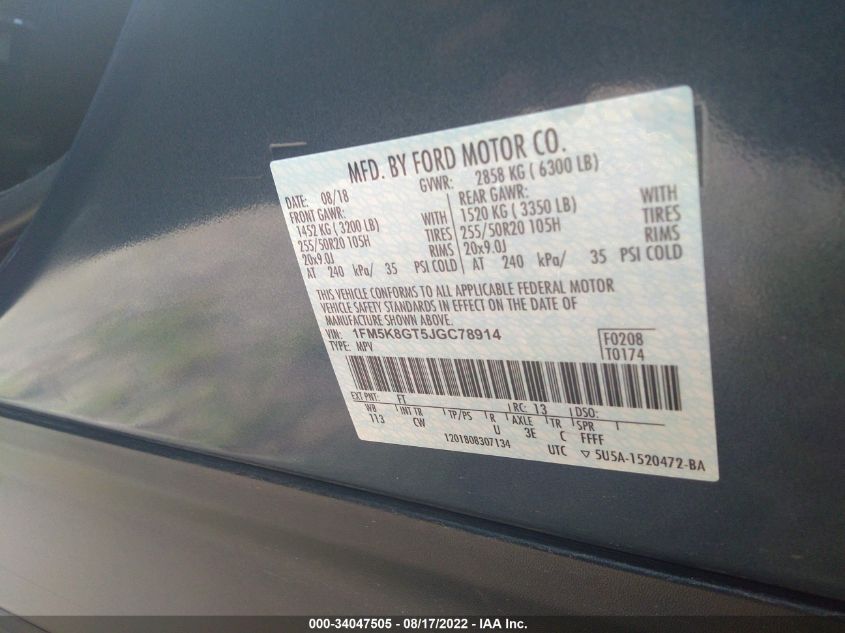 MFD. BY FORD MOTOR CO.
DATE: 08/18 GVWR: 2858 KG ( 6300 LB)
FRONT GAWR: REAR GAWR:
1452 KG ( 3200 LB) WITH 1520 KG ( 3350 LB) WITH
255/50R20 105H TIRES 255/50R20 105H TIRES
20x9.0J RIMS 20x9.0J RIMS
AT 240 kPa/ 35 PSI COLD AT 240 kPa/ 35 PSI COLD
THIS VEHICLE CONFORMS TO ALL APPLICABLE FEDERAL MOTOR
VEHICLE SAFETY STANDARDS IN EFFECT ON THE DATE OF
MANUFACTURE SHOWN ABOVE.
VIN: 1FM5K8GT5JGC78914 F0208
TYPE: MPV T0174
EXT PNT: FT RC: 13 DSO:
WB INT TR TP/PS R AXLE TR SPR
113 CW U 3E C FFFF
1201808307134 UTC ▽ 5U5A-1520472-BA
000-34047505 - 08/17/2022 - IAA Inc.